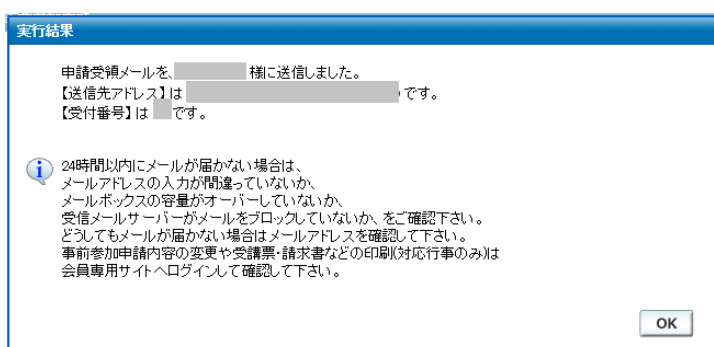 実行結果
申請受領メールを、 様に送信しました。
【送信先アドレス】は です。
【受付番号】は です。
24時間以内にメールが届かない場合は、
メールアドレスの入力が間違っていないか、
メールボックスの容量がオーバーしていないか、
受信メールサーバーがメールをブロックしていないか、をご確認下さい。
どうしてもメールが届かない場合はメールアドレスを確認して下さい。
事前参加申請内容の変更や受講票・請求書などの印刷(対応行事のみ)は
会員専用サイトへログインして確認して下さい。
OK